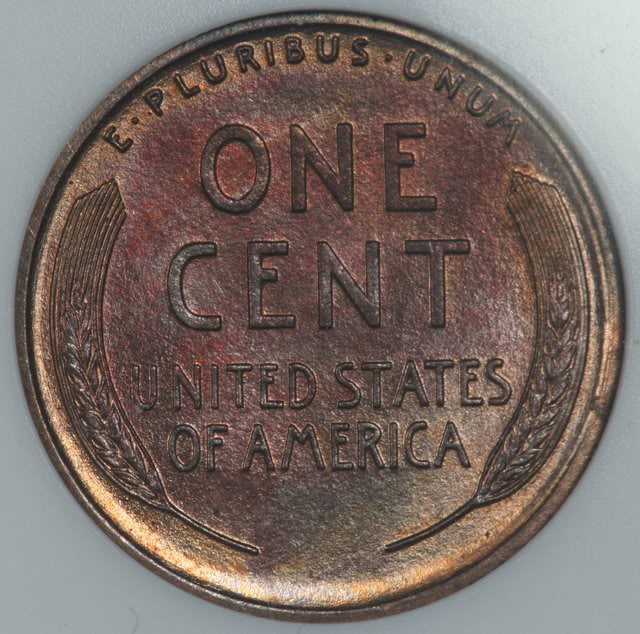 E·PLURIBUS·UNUM
ONE
CENT
UNITED STATES
OF AMERICA